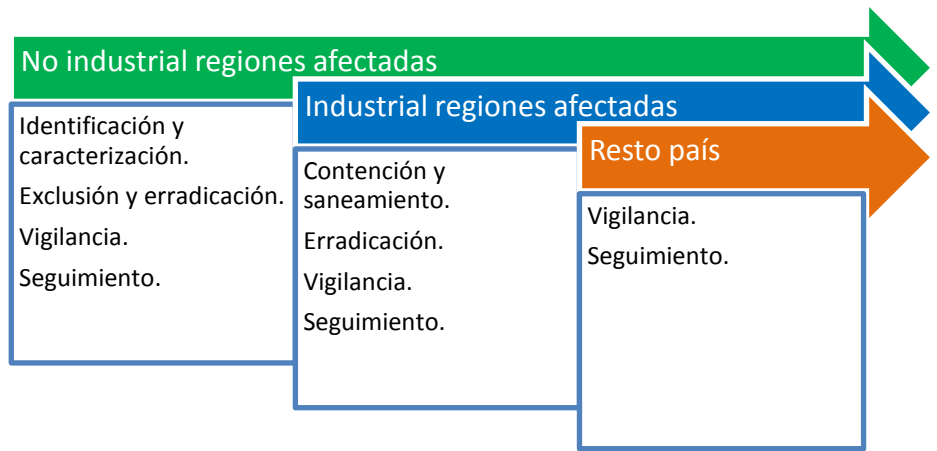 No industrial regiones afectadas
Identificación y
caracterización.
Exclusión y erradicación.
Vigilancia.
Seguimiento.
Industrial regiones afectadas
Contención y
saneamiento.
Erradicación.
Vigilancia.
Seguimiento.
Resto país
Vigilancia.
Seguimiento.